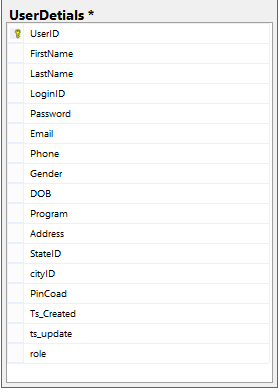 UserDetials *
UserID
FirstName
LastName
LoginID
Password
Email
Phone
Gender
DOB
Program
Address
StateID
cityID
PinCoad
Ts_Created
ts_update
role